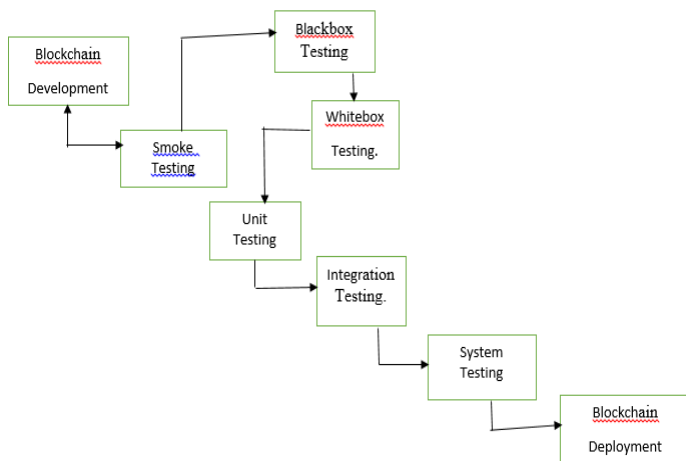 Blockchain
Development
Smoke
Testing
Blackbox
Testing
Whitebox
Testing.
Unit
Testing
Integration
Testing.
System
Testing
Blockchain
Deployment